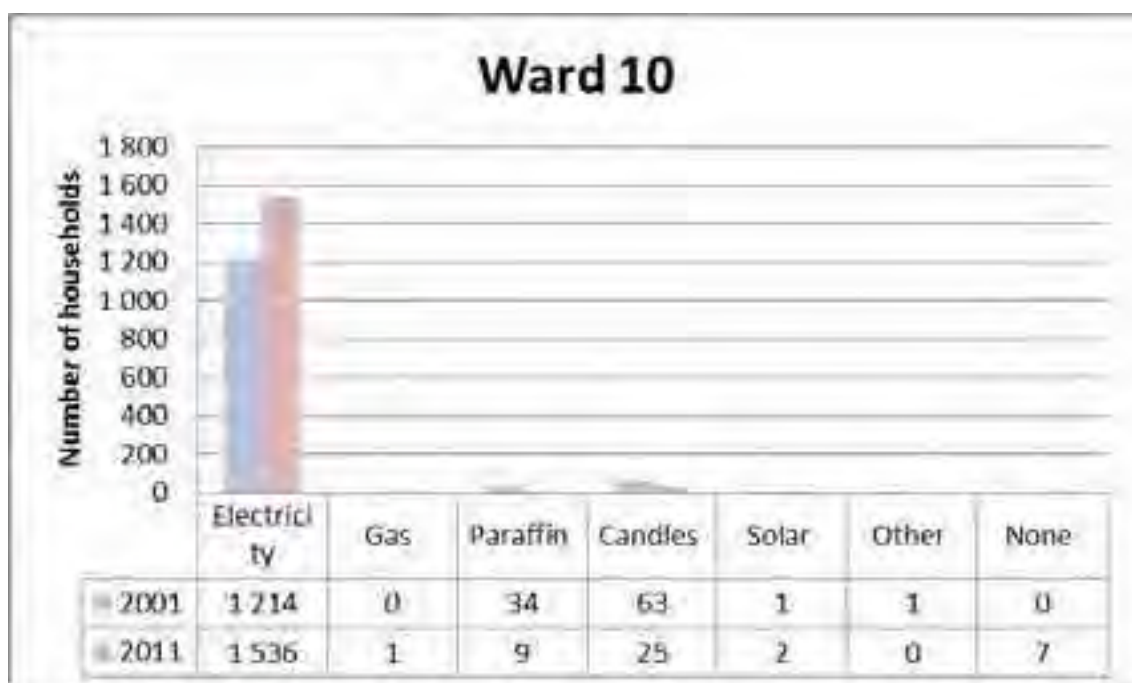 Ward 10
Number of households
1 800
1 600
1 400
1 200
1 000
800
600
400
200
0
Electrici
ty
Gas Paraffin Candles Solar Other None
2001 1 214 0 34 63 1 1 0
2011 1 536 1 9 25 2 0 7